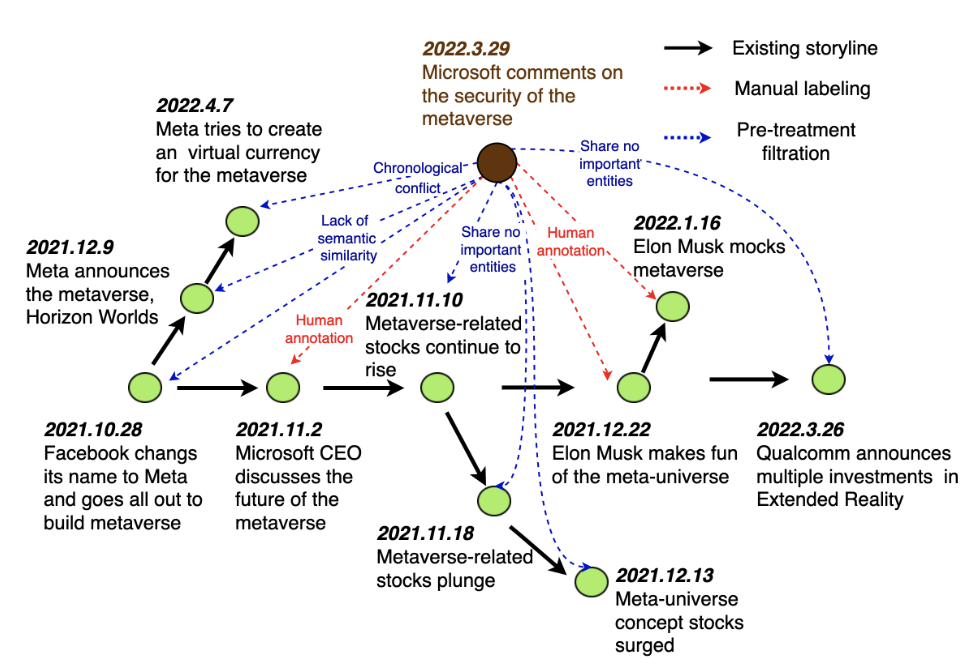 2022.3.29
Microsoft comments on
the security of the
metaverse
Existing storyline
Manual labeling
Pre-treatment
filtration
2022.4.7
Meta tries to create
an virtual currency
for the metaverse
Chronological
conflict
Share no
important
entities
Lack of
semantic
similarity
Share no
important
entities
Human
annotation
2022.1.16
Elon Musk mocks
metaverse
2021.12.9
Meta announces
the metaverse,
Horizon Worlds
Human
annotation
2021.11.10
Metaverse-related
stocks continue to
rise
2021.10.28
Facebook changs
its name to Meta
and goes all out to
build metaverse
2021.11.2
Microsoft CEO
discusses the
future of the
metaverse
2021.12.22
Elon Musk makes fun
of the meta-universe
2022.3.26
Qualcomm announces
multiple investments in
Extended Reality
2021.11.18
Metaverse-related
stocks plunge
2021.12.13
Meta-universe
concept stocks
surged